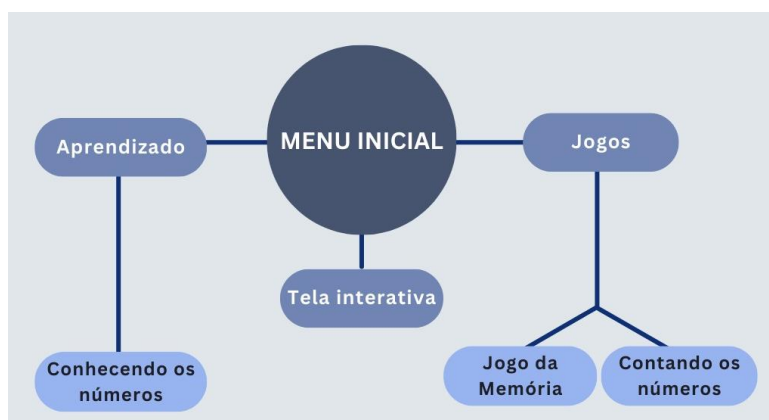 MENU INICIAL
Aprendizado
Jogos
Tela interativa
Conhecendo os
números
Jogo da
Memória
Contando os
números